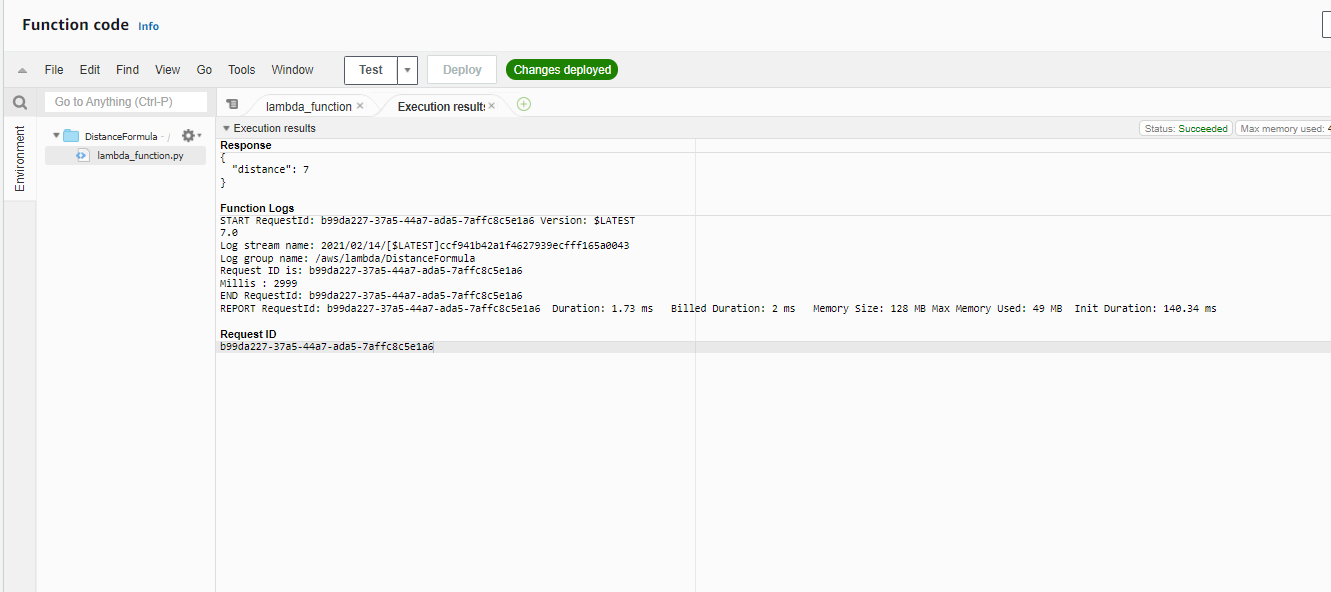 Function code Info
File Edit Find View Go Tools Window Test Deploy Changes deployed
Go to Anything (Ctrl-P) lambda_function × Execution results ×
Environment
DistanceFormula - /
lambda_function.py
Execution results Status: Succeeded Max memory used:
Response
{
"distance": 7
}
Function Logs
START RequestId: b99da227-37a5-44a7-ada5-7affc8c5e1a6 Version: $LATEST
7.0
Log stream name: 2021/02/14/[$LATEST]ccf941b42a1f4627939ecfff165a0043
Log group name: /aws/lambda/DistanceFormula
Request ID is: b99da227-37a5-44a7-ada5-7affc8c5e1a6
Millis : 2999
END RequestId: b99da227-37a5-44a7-ada5-7affc8c5e1a6
REPORT RequestId: b99da227-37a5-44a7-ada5-7affc8c5e1a6 Duration: 1.73 ms Billed Duration: 2 ms Memory Size: 128 MB Max Memory Used: 49 MB Init Duration: 140.34 ms
Request ID
b99da227-37a5-44a7-ada5-7affc8c5e1a6